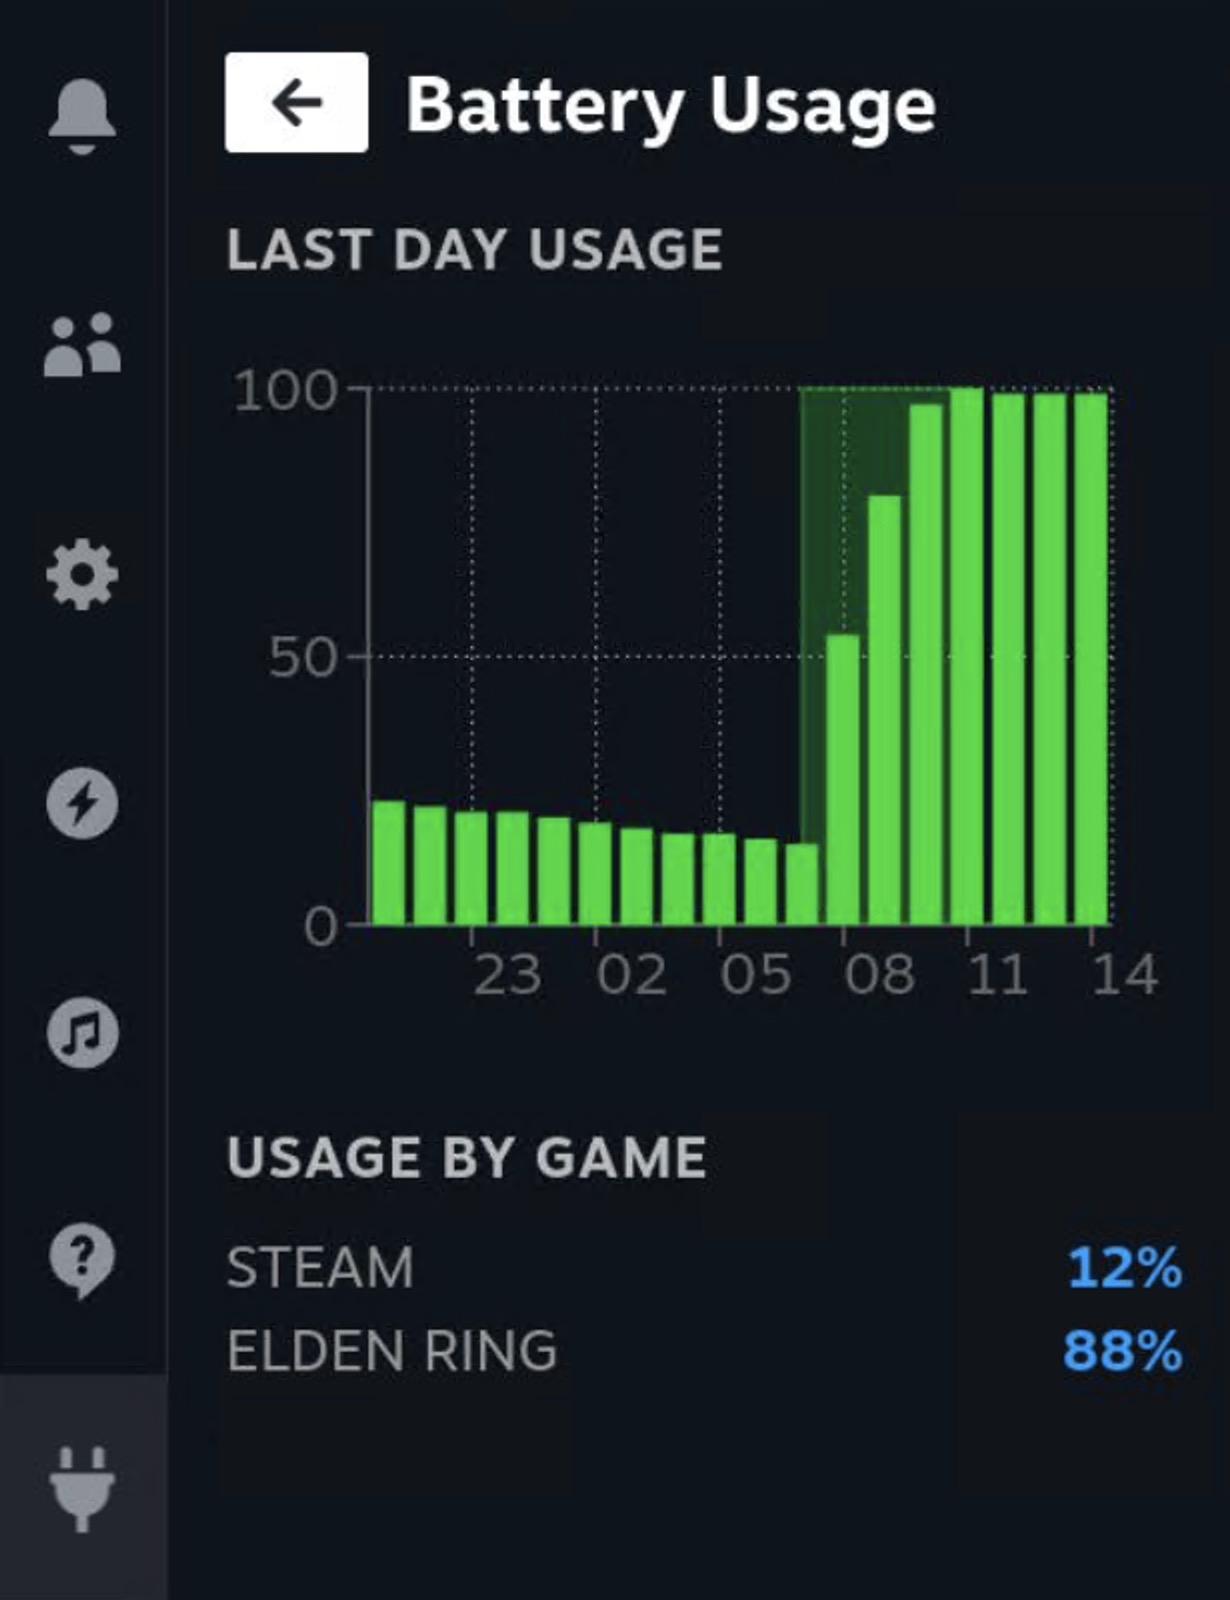 Battery Usage
LAST DAY USAGE
100
50
0
23 02 05 08 11 14
USAGE BY GAME
STEAM 12%
ELDEN RING 88%